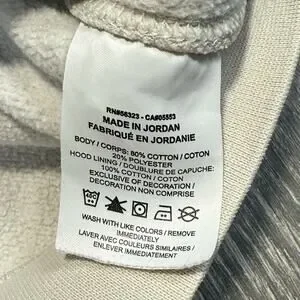 RN#56323 - CA#05553
MADE IN JORDAN
FABRIQUÉ EN JORDANIE
BODY / CORPS: 80% COTTON / COTON
20% POLYESTER
HOOD LINING / DOUBLURE DE CAPUCHE:
100% COTTON / COTON
EXCLUSIVE OF DECORATION /
DECORATION NON INCLUSE
WASH WITH LIKE COLORS / REMOVE
IMMEDIATELY
LAVER AVEC COULEURS SIMILAIRES /
ENLEVER IMMÉDIATEMENT